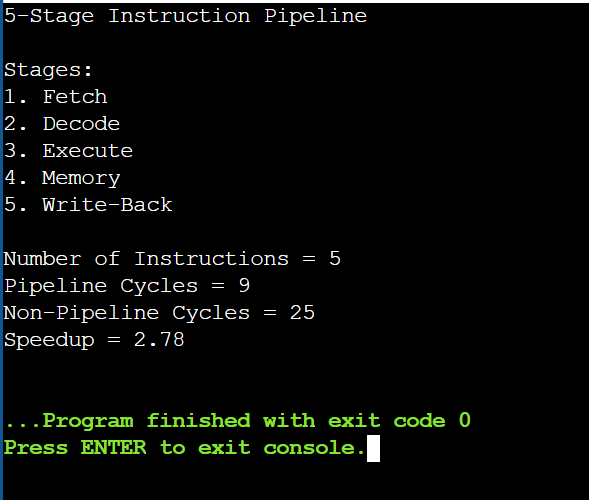 5-Stage Instruction Pipeline
Stages:
1. Fetch
2. Decode
3. Execute
4. Memory
5. Write-Back
Number of Instructions = 5
Pipeline Cycles = 9
Non-Pipeline Cycles = 25
Speedup = 2.78
...Program finished with exit code 0
Press ENTER to exit console.